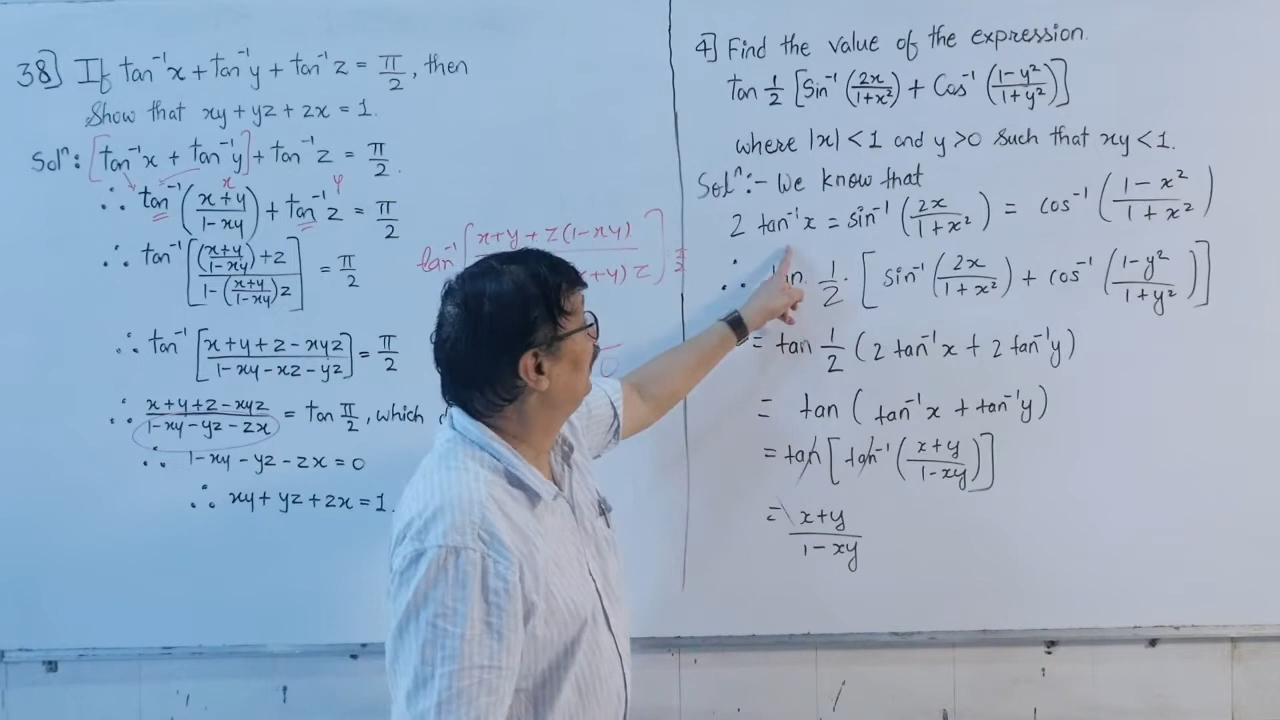 38] If tan⁻¹x + tan⁻¹y + tan⁻¹z = π/2, then
Show that xy + yz + zx = 1.
Solⁿ: [tan⁻¹x + tan⁻¹y] + tan⁻¹z = π/2.
x y
∴ tan⁻¹((x+y)/(1-xy)) + tan⁻¹z = π/2
∴ tan⁻¹[(((x+y)/(1-xy)) + z)/(1 - ((x+y)/(1-xy))z)] = π/2
∴ tan⁻¹[(x+y+z-xyz)/(1-xy-xz-yz)] = π/2
∴ (x+y+z-xyz)/(1-xy-yz-zx) = tan π/2, which
∴ 1-xy-yz-zx = 0
∴ xy + yz + zx = 1.
tan⁻¹[(x+y+z(1-xy))/( x+y)z] π/2
0
4] Find the value of the expression.
tan 1/2 [Sin⁻¹(2x/(1+x²)) + Cos⁻¹((1-y²)/(1+y²))]
where |x| < 1 and y > 0 such that xy < 1.
Solⁿ:- We know that
2 tan⁻¹x = sin⁻¹(2x/(1+x²)) = cos⁻¹((1-x²)/(1+x²))
∴ tan 1/2 · [sin⁻¹(2x/(1+x²)) + cos⁻¹((1-y²)/(1+y²))]
= tan 1/2 (2 tan⁻¹x + 2 tan⁻¹y)
= tan (tan⁻¹x + tan⁻¹y)
= tan [tan⁻¹((x+y)/(1-xy))]
= (x+y)/(1-xy)